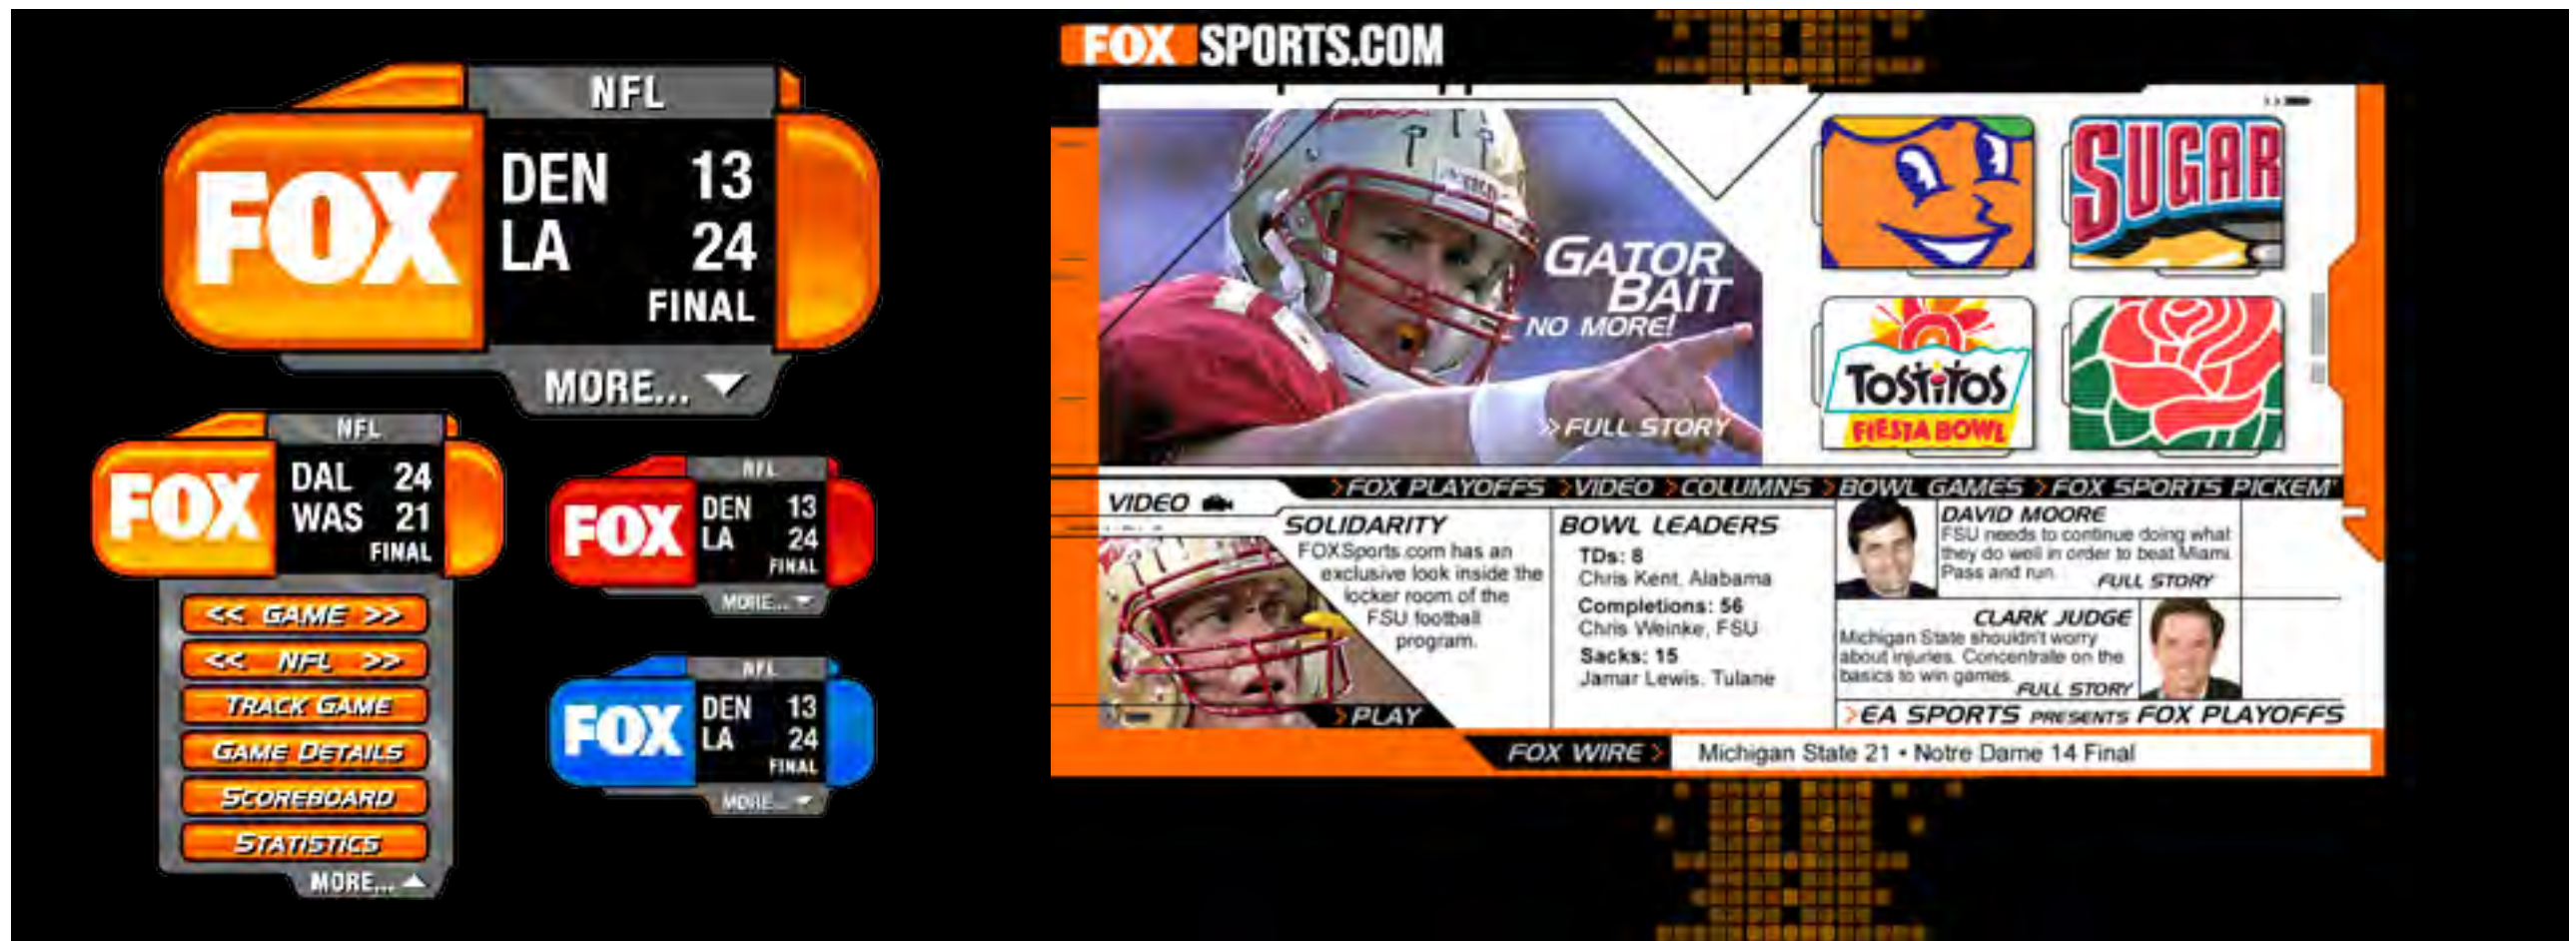 NFL
FOX
DEN 13
LA 24
FINAL
MORE...
NFL
FOX
DAL 24
WAS 21
FINAL
<< GAME >>
<< NFL >>
TRACK GAME
GAME DETAILS
SCOREBOARD
STATISTICS
MORE...
NFL
FOX
DEN 13
LA 24
FINAL
MORE...
NFL
FOX
DEN 13
LA 24
FINAL
MORE...
FOX SPORTS.COM
GATOR
BAIT
NO MORE!
>> FULL STORY
SUGAR
TOSTITOS
FIESTA BOWL
>FOX PLAYOFFS >VIDEO >COLUMNS >BOWL GAMES >FOX SPORTS PICKEM'
VIDEO
SOLIDARITY
FOXSports.com has an
exclusive look inside the
locker room of the
FSU football
program.
>PLAY
BOWL LEADERS
TDs: 8
Chris Kent, Alabama
Completions: 56
Chris Weinke, FSU
Sacks: 15
Jamar Lewis, Tulane
DAVID MOORE
FSU needs to continue doing what
they do well in order to beat Miami.
Pass and run.
FULL STORY
CLARK JUDGE
Michigan State shouldn't worry
about injuries. Concentrate on the
basics to win games.
FULL STORY
>EA SPORTS PRESENTS FOX PLAYOFFS
FOX WIRE >
Michigan State 21 • Notre Dame 14 Final